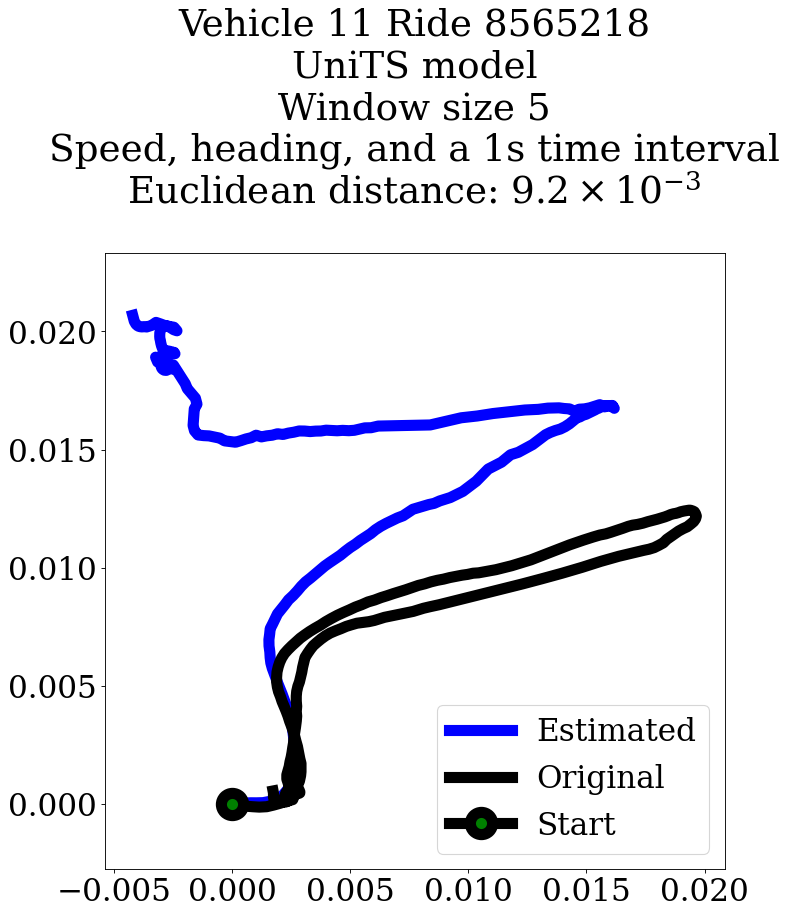 Vehicle 11 Ride 8565218
UniTS model
Window size 5
Speed, heading, and a 1s time interval
Euclidean distance: 9.2 × 10⁻³
0.020
0.015
0.010
0.005
0.000
Estimated
Original
Start
−0.005 0.000 0.005 0.010 0.015 0.020